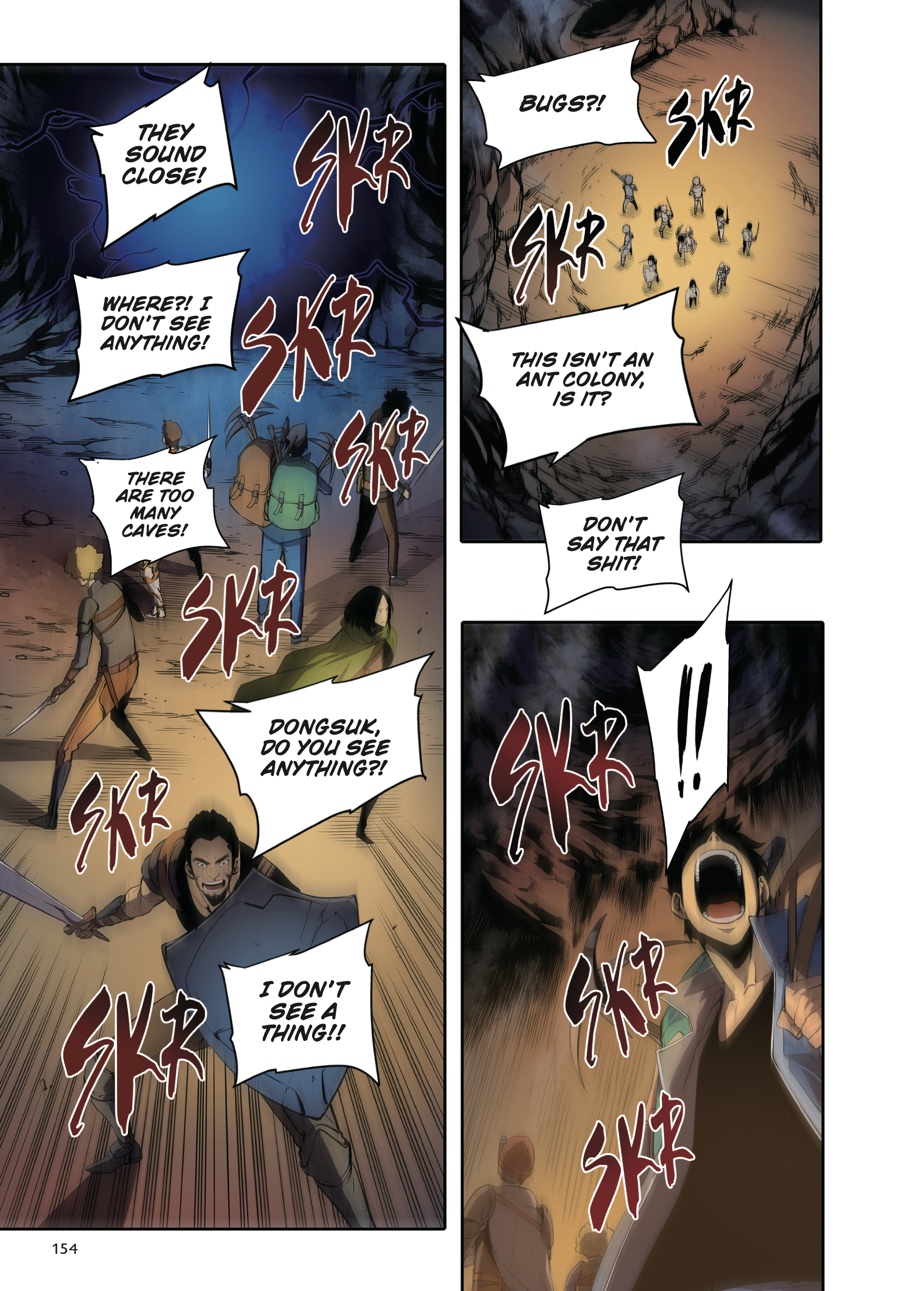 THEY
SOUND
CLOSE!
SKR
WHERE?! I
DON'T SEE
ANYTHING!
SKR
SKR
THERE
ARE TOO
MANY
CAVES!
SKR
DONGSUK,
DO YOU SEE
ANYTHING?!
SKR
I DON'T
SEE A
THING!!
SKR
154
BUGS?!
SKR
SKR
THIS ISN'T AN
ANT COLONY,
IS IT?
DON'T
SAY THAT
SHIT!
!!
SKR
SKR
SKR